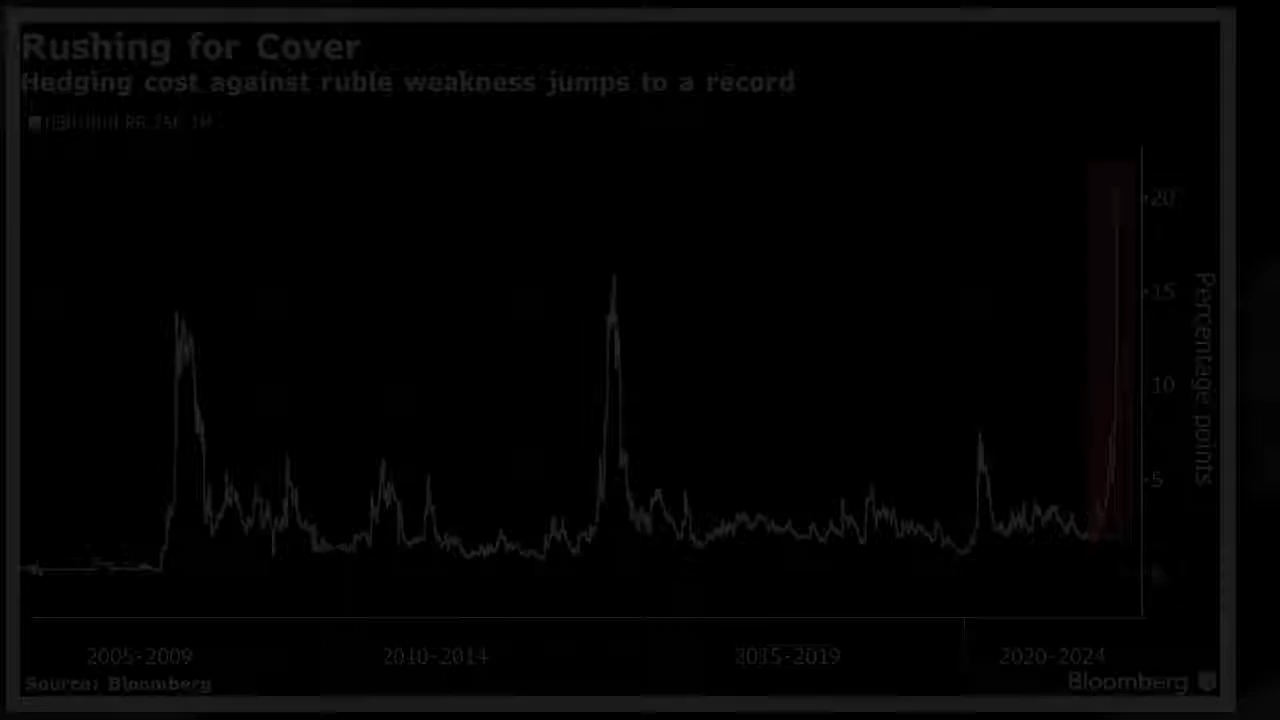 Rushing for Cover
Hedging cost against ruble weakness jumps to a record
20
15
10
5
Percentage points
2005-2009
2010-2014
2015-2019
2020-2024
Source: Bloomberg
Bloomberg